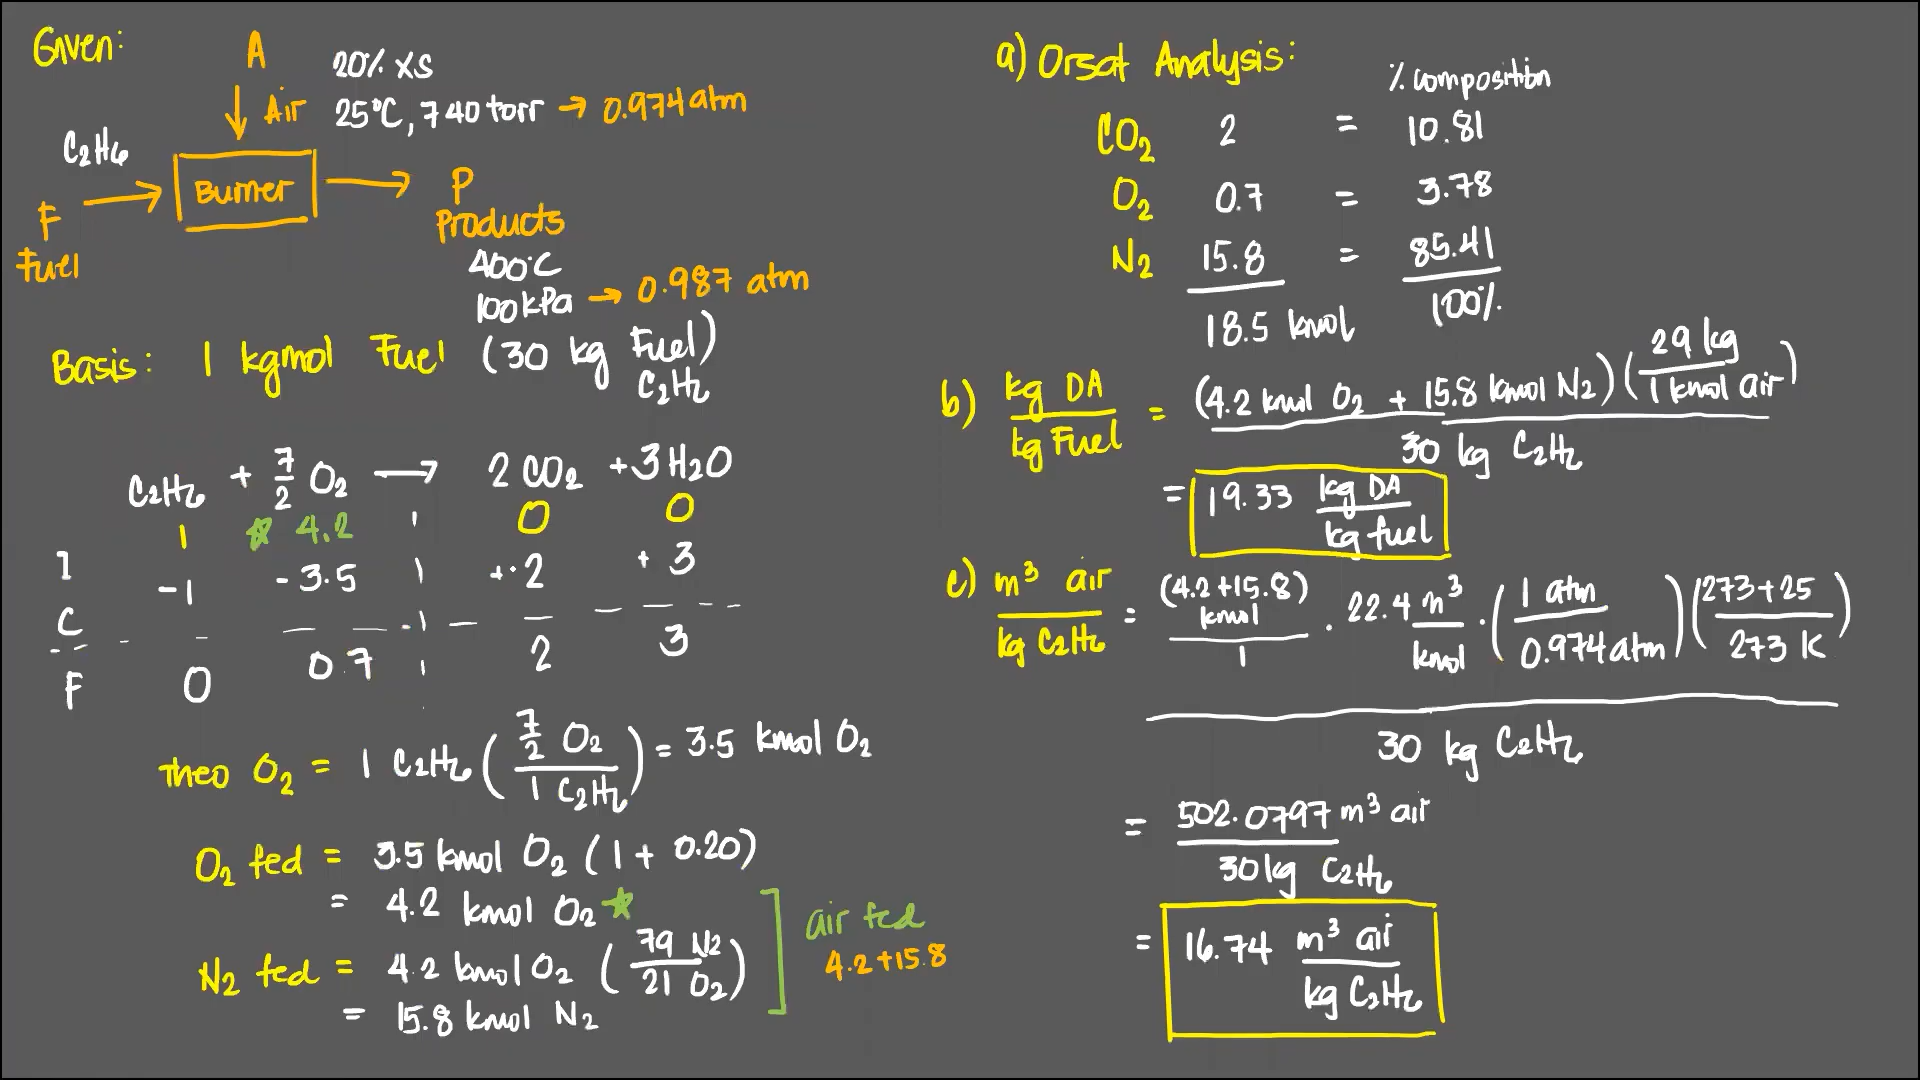 Given:
A
20% XS
Air 25°C, 740 torr → 0.974 atm
C₂H₆
Burner
F
Fuel
P
Products
400°C
100 kPa → 0.987 atm
Basis: 1 kgmol Fuel (30 kg Fuel)
C₂H₆
C₂H₆ + 7/2 O₂ → 2 CO₂ + 3 H₂O
I 1 ☆ 4.2 0 0
C -1 -3.5 +2 +3
F 0 0.7 2 3
Theo O₂ = 1 C₂H₆ (7/2 O₂ / 1 C₂H₆) = 3.5 kmol O₂
O₂ fed = 3.5 kmol O₂ (1 + 0.20)
= 4.2 kmol O₂ ☆
N₂ fed = 4.2 kmol O₂ (79 N₂ / 21 O₂)
= 15.8 kmol N₂
air fed
4.2+15.8
a) Orsat Analysis:
% composition
CO₂ 2 = 10.81
O₂ 0.7 = 3.78
N₂ 15.8 = 85.41
18.5 kmol 100%
b) kg DA / kg Fuel = (4.2 kmol O₂ + 15.8 kmol N₂)(29 kg / 1 kmol air) / 30 kg C₂H₆
= 19.33 kg DA / kg fuel
c) m³ air / kg C₂H₆ = (4.2+15.8) kmol / 1 · 22.4 m³ / kmol · (1 atm / 0.974 atm)(273+25 / 273 K)
30 kg C₂H₆
= 502.0797 m³ air / 30 kg C₂H₆
= 16.74 m³ air / kg C₂H₆